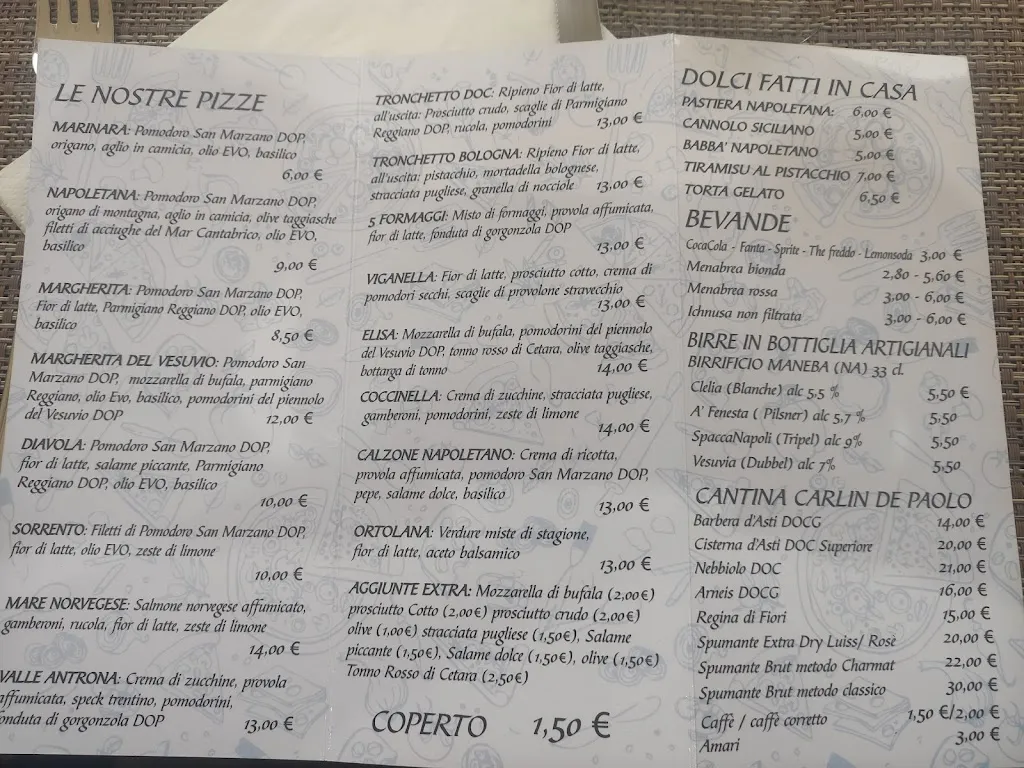 LE NOSTRE PIZZE
MARINARA: Pomodoro San Marzano DOP,
origano, aglio in camicia, olio EVO, basilico
6,00 €
NAPOLETANA: Pomodoro San Marzano DOP,
origano di montagna, aglio in camicia, olive taggiasche
filetti di acciughe del Mar Cantabrico, olio EVO,
basilico
9,00 €
MARGHERITA: Pomodoro San Marzano DOP,
Fior di latte, Parmigiano Reggiano DOP, olio EVO,
basilico
8,50 €
MARGHERITA DEL VESUVIO: Pomodoro San
Marzano DOP, mozzarella di bufala, parmigiano
Reggiano, olio Evo, basilico, pomodorini del piennolo
del Vesuvio DOP 12,00 €
DIAVOLA: Pomodoro San Marzano DOP,
fior di latte, salame piccante, Parmigiano
Reggiano DOP, olio EVO, basilico
10,00 €
SORRENTO: Filetti di Pomodoro San Marzano DOP,
fior di latte, olio EVO, zeste di limone
10,00 €
MARE NORVEGESE: Salmone norvegese affumicato,
gamberoni, rucola, fior di latte, zeste di limone
14,00 €
VALLE ANTRONA: Crema di zucchine, provola
affumicata, speck trentino, pomodorini,
fonduta di gorgonzola DOP 13,00 €
TRONCHETTO DOC: Ripieno Fior di latte,
all'uscita: Prosciutto crudo, scaglie di Parmigiano
Reggiano DOP, rucola, pomodorini 13,00 €
TRONCHETTO BOLOGNA: Ripieno Fior di latte,
all'uscita: pistacchio, mortadella bolognese,
stracciata pugliese, granella di nocciole 13,00 €
5 FORMAGGI: Misto di formaggi, provola affumicata,
fior di latte, fonduta di gorgonzola DOP
13,00 €
VIGANELLA: Fior di latte, prosciutto cotto, crema di
pomodori secchi, scaglie di provolone stravecchio
13,00 €
ELISA: Mozzarella di bufala, pomodorini del piennolo
del Vesuvio DOP, tonno rosso di Cetara, olive taggiasche,
bottarga di tonno 14,00 €
COCCINELLA: Crema di zucchine, stracciata pugliese,
gamberoni, pomodorini, zeste di limone
14,00 €
CALZONE NAPOLETANO: Crema di ricotta,
provola affumicata, pomodoro San Marzano DOP,
pepe, salame dolce, basilico
13,00 €
ORTOLANA: Verdure miste di stagione,
fior di latte, aceto balsamico
13,00 €
AGGIUNTE EXTRA: Mozzarella di bufala (2,00€)
prosciutto Cotto (2,00€) prosciutto crudo (2,00€)
olive (1,00€) stracciata pugliese (1,50€), Salame
piccante (1,50€), Salame dolce (1,50€), olive (1,50€)
Tonno Rosso di Cetara (2,50€)
COPERTO 1,50 €
DOLCI FATTI IN CASA
PASTIERA NAPOLETANA: 6,00 €
CANNOLO SICILIANO 5,00 €
BABBA' NAPOLETANO 5,00 €
TIRAMISU AL PISTACCHIO 7,00 €
TORTA GELATO 6,50 €
BEVANDE
CocaCola - Fanta - Sprite - The freddo - Lemonsoda 3,00 €
Menabrea bionda 2,80 - 5,60 €
Menabrea rossa 3,00 - 6,00 €
Ichnusa non filtrata 3,00 - 6,00 €
BIRRE IN BOTTIGLIA ARTIGIANALI
BIRRIFICIO MANEBA (NA) 33 cl.
Clelia (Blanche) alc 5,5 % 5,50 €
A' Fenesta ( Pilsner) alc 5,7 % 5,50
SpaccaNapoli (Tripel) alc 9% 5,50
Vesuvia (Dubbel) alc 7% 5,50
CANTINA CARLIN DE PAOLO
Barbera d'Asti DOCG 14,00 €
Cisterna d'Asti DOC Superiore 20,00 €
Nebbiolo DOC 21,00 €
Arneis DOCG 16,00 €
Regina di Fiori 15,00 €
Spumante Extra Dry Luiss/ Rosè 20,00 €
Spumante Brut metodo Charmat 22,00 €
Spumante Brut metodo classico 30,00 €
Caffè / caffè corretto 1,50 €/2,00 €
Amari 3,00 €